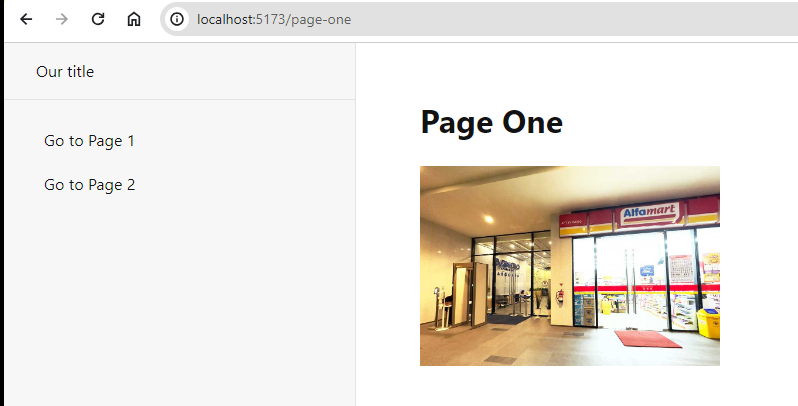 localhost:5173/page-one
Our title
Go to Page 1
Go to Page 2
Page One
Alfamart